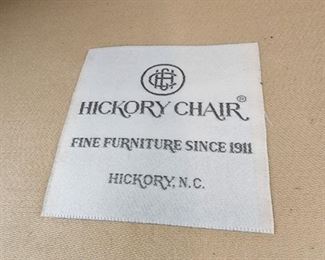 HICKORY CHAIR®
FINE FURNITURE SINCE 1911
HICKORY, N.C.